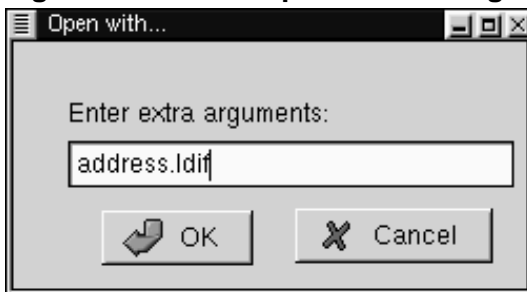 Open with...
Enter extra arguments:
address.ldif
OK
Cancel